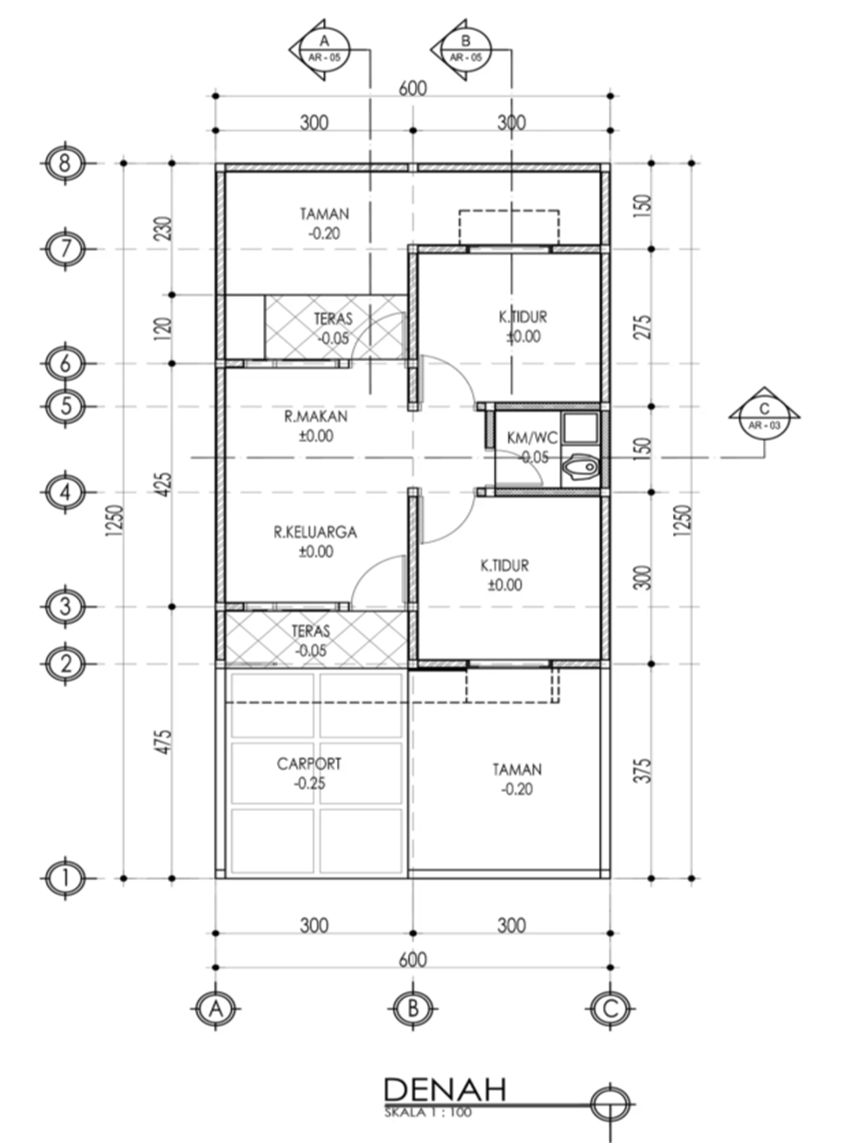 A
AR - 05
B
AR - 05
600
300
300
8
7
6
5
4
3
2
1
230
120
425
475
1250
150
275
150
300
375
1250
TAMAN
-0.20
TERAS
-0.05
K.TIDUR
±0.00
R.MAKAN
±0.00
KM/WC
-0.05
C
AR - 03
R.KELUARGA
±0.00
K.TIDUR
±0.00
TERAS
-0.05
CARPORT
-0.25
TAMAN
-0.20
300
300
600
A
B
C
DENAH
SKALA 1 : 100